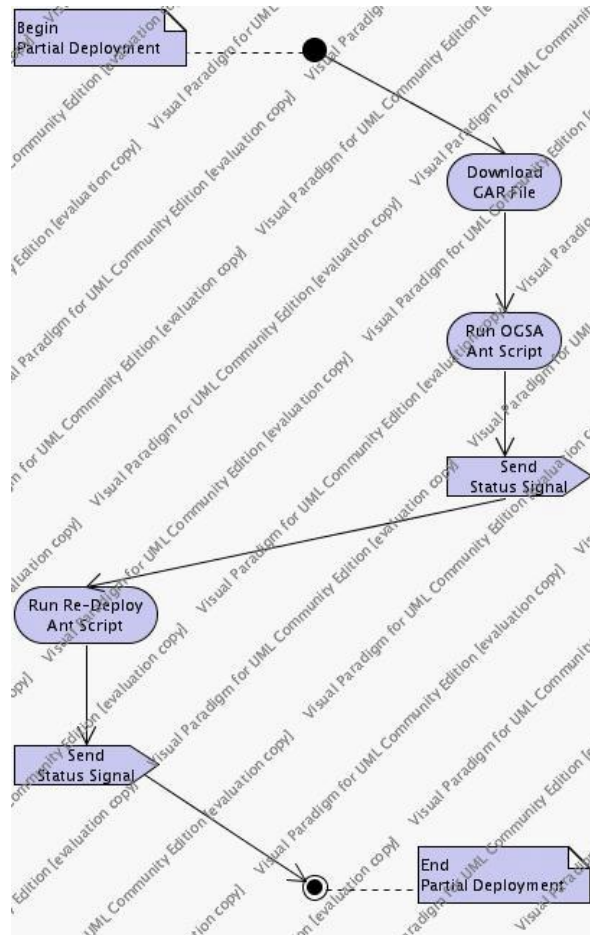 Begin
Partial Deployment
Download
GAR File
Run OGSA
Ant Script
Send
Status Signal
Run Re-Deploy
Ant Script
Send
Status Signal
End
Partial Deployment
Visual Paradigm for UML Community Edition [evaluation copy]